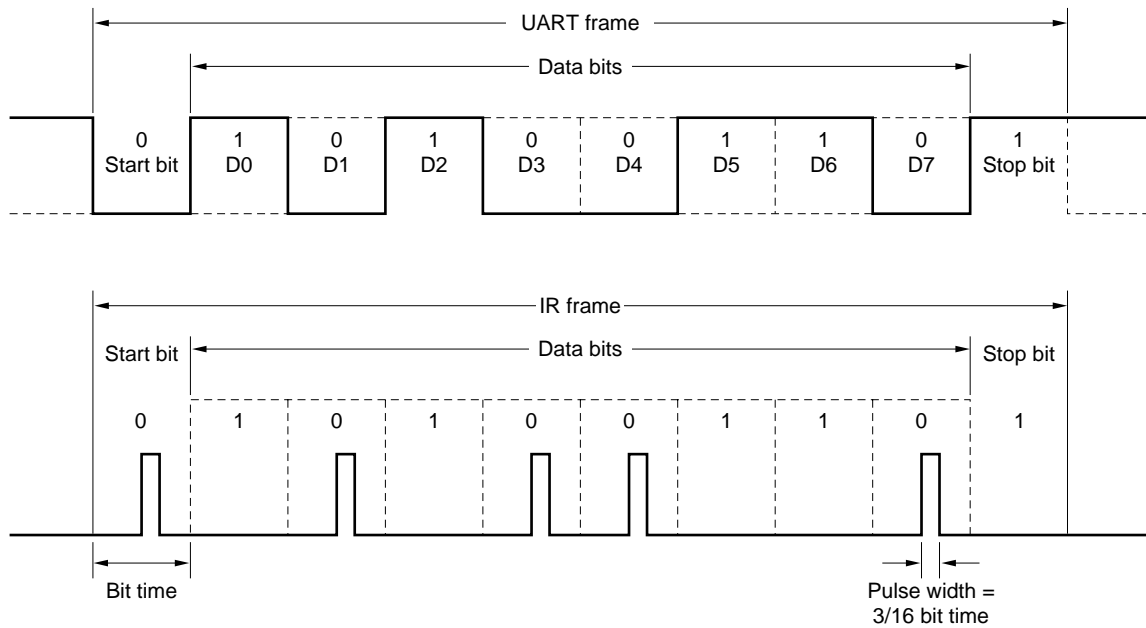 UART frame
Data bits
0 1 0 1 0 0 1 1 0 1
Start bit D0 D1 D2 D3 D4 D5 D6 D7 Stop bit
IR frame
Start bit Data bits Stop bit
0 1 0 1 0 0 1 1 0 1
Bit time Pulse width =
3/16 bit time